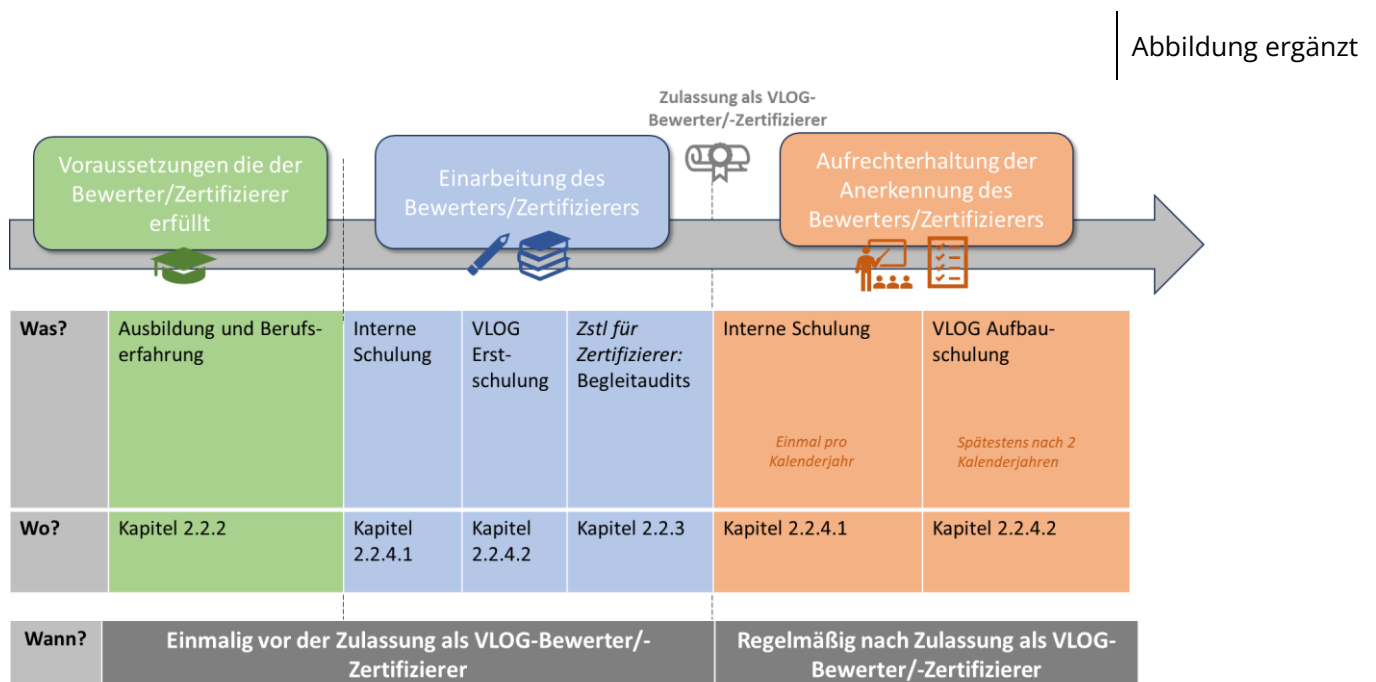 Abbildung ergänzt
Zulassung als VLOG-
Bewerter/-Zertifizierer
Voraussetzungen die der
Bewerter/Zertifizierer
erfüllt
Einarbeitung des
Bewerters/Zertifizierers
Aufrechterhaltung der
Anerkennung des
Bewerters/Zertifizierers
Was?
Ausbildung und Berufs-
erfahrung
Interne
Schulung
VLOG
Erst-
schulung
Zstl für
Zertifizierer:
Begleitaudits
Interne Schulung
Einmal pro
Kalenderjahr
VLOG Aufbau-
schulung
Spätestens nach 2
Kalenderjahren
Wo?
Kapitel 2.2.2
Kapitel
2.2.4.1
Kapitel
2.2.4.2
Kapitel 2.2.3
Kapitel 2.2.4.1
Kapitel 2.2.4.2
Wann?
Einmalig vor der Zulassung als VLOG-Bewerter/-
Zertifizierer
Regelmäßig nach Zulassung als VLOG-
Bewerter/-Zertifizierer